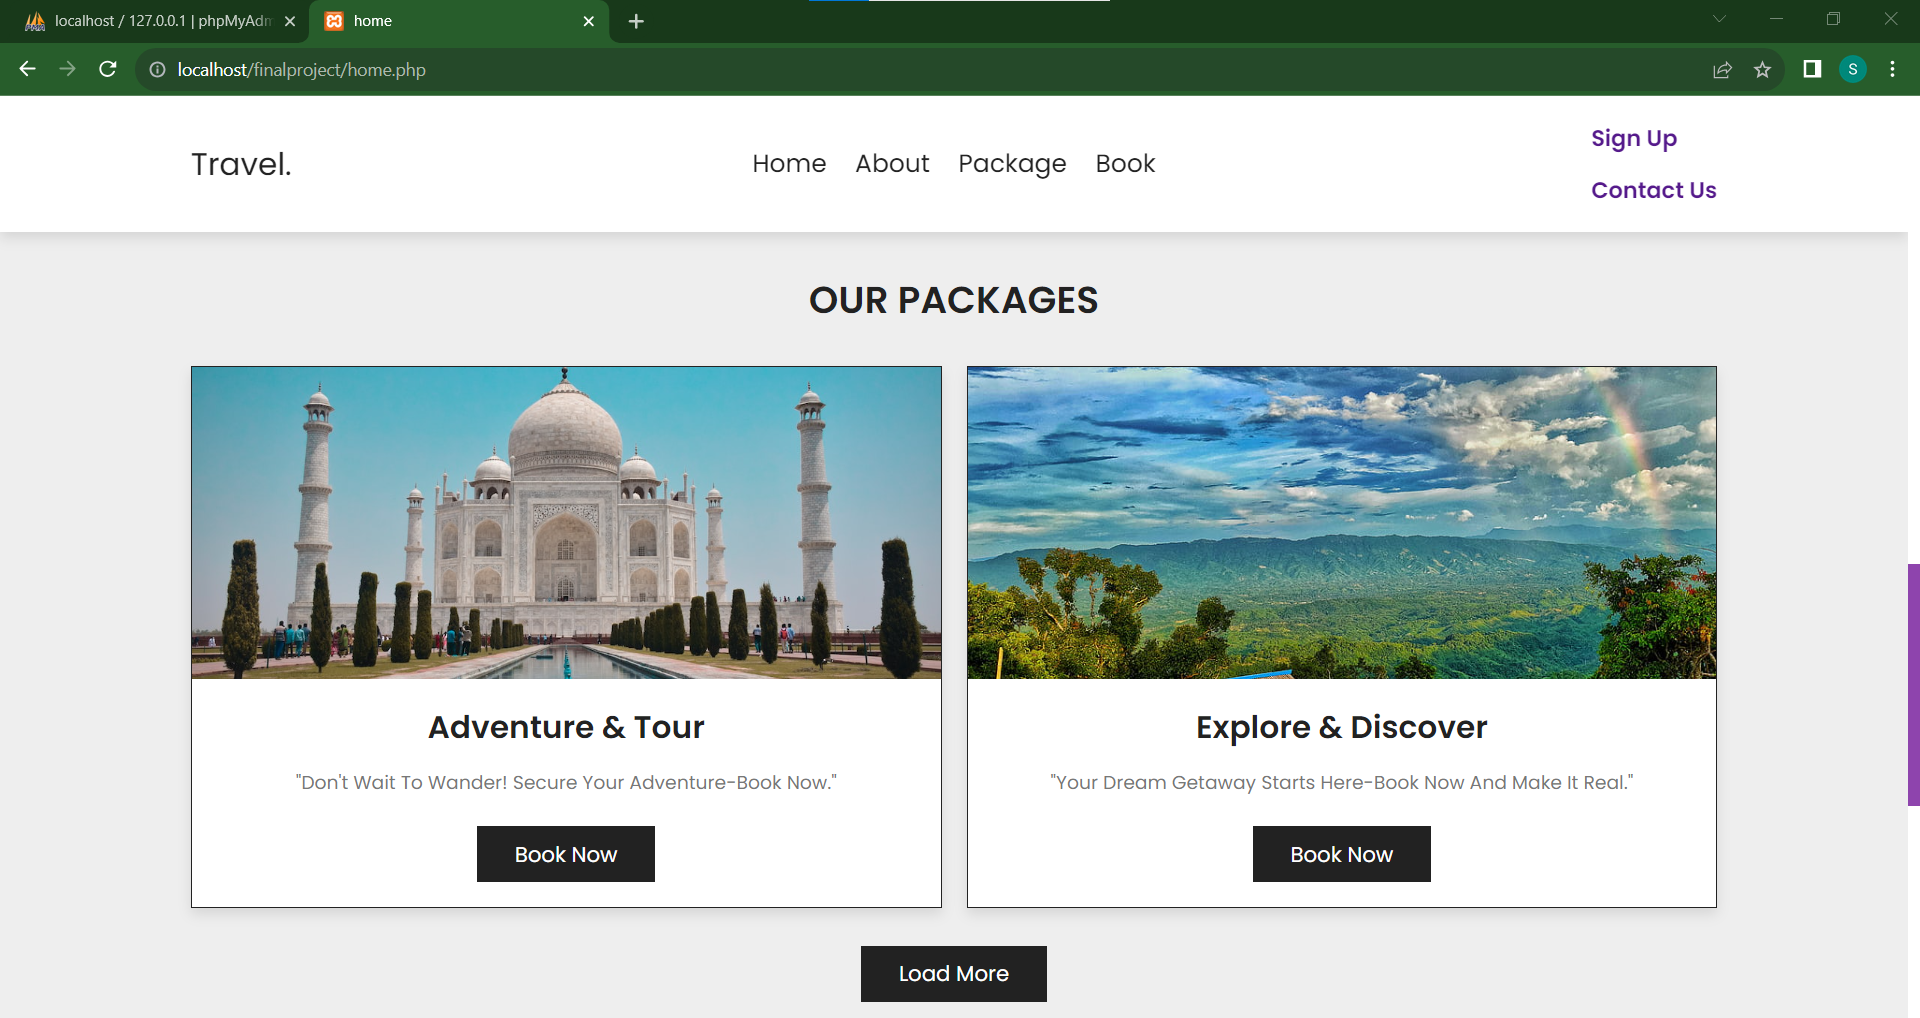 localhost / 127.0.0.1 | phpMyAdm
home
localhost/finalproject/home.php
S
Travel.
Home About Package Book
Sign Up
Contact Us
OUR PACKAGES
Adventure & Tour
"Don't Wait To Wander! Secure Your Adventure-Book Now."
Book Now
Explore & Discover
"Your Dream Getaway Starts Here-Book Now And Make It Real."
Book Now
Load More